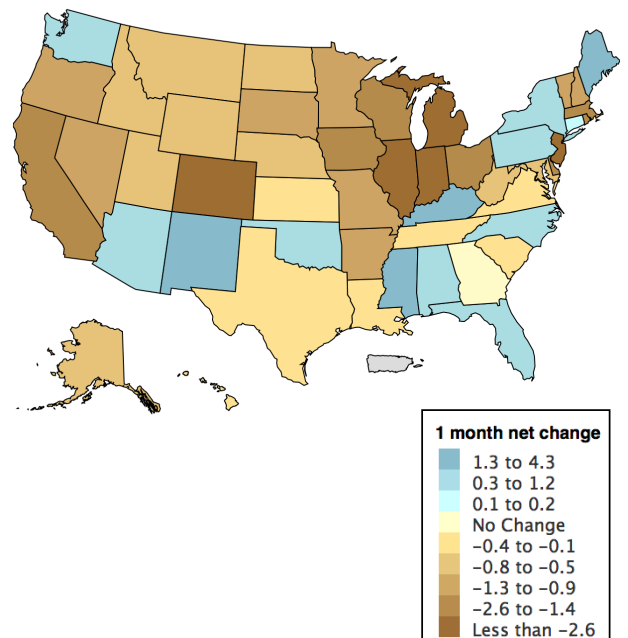 1 month net change
1.3 to 4.3
0.3 to 1.2
0.1 to 0.2
No Change
−0.4 to −0.1
−0.8 to −0.5
−1.3 to −0.9
−2.6 to −1.4
Less than −2.6